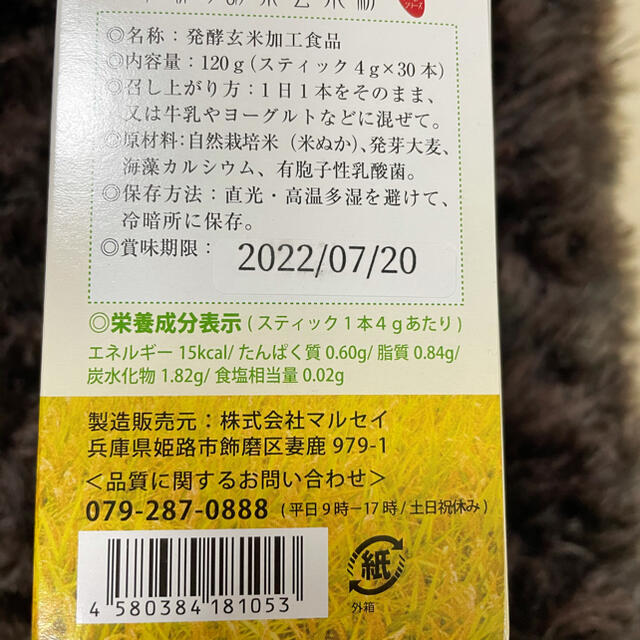 ◎名称：発酵玄米加工食品
◎内容量：120g（スティック4g×30本）
◎召し上がり方：1日1本をそのまま、
又は牛乳やヨーグルトなどに混ぜて。
◎原材料：自然栽培米（米ぬか）、発芽大麦、
海藻カルシウム、有胞子性乳酸菌。
◎保存方法：直光・高温多湿を避けて、
冷暗所に保存。
◎賞味期限：
2022/07/20
◎栄養成分表示（スティック1本4gあたり）
エネルギー 15kcal/ たんぱく質 0.60g/ 脂質 0.84g/
炭水化物 1.82g/ 食塩相当量 0.02g
製造販売元：株式会社マルセイ
兵庫県姫路市飾磨区妻鹿 979-1
＜品質に関するお問い合わせ＞
079-287-0888（平日9時－17時/土日祝休み）
4 580384 181053
紙
外箱